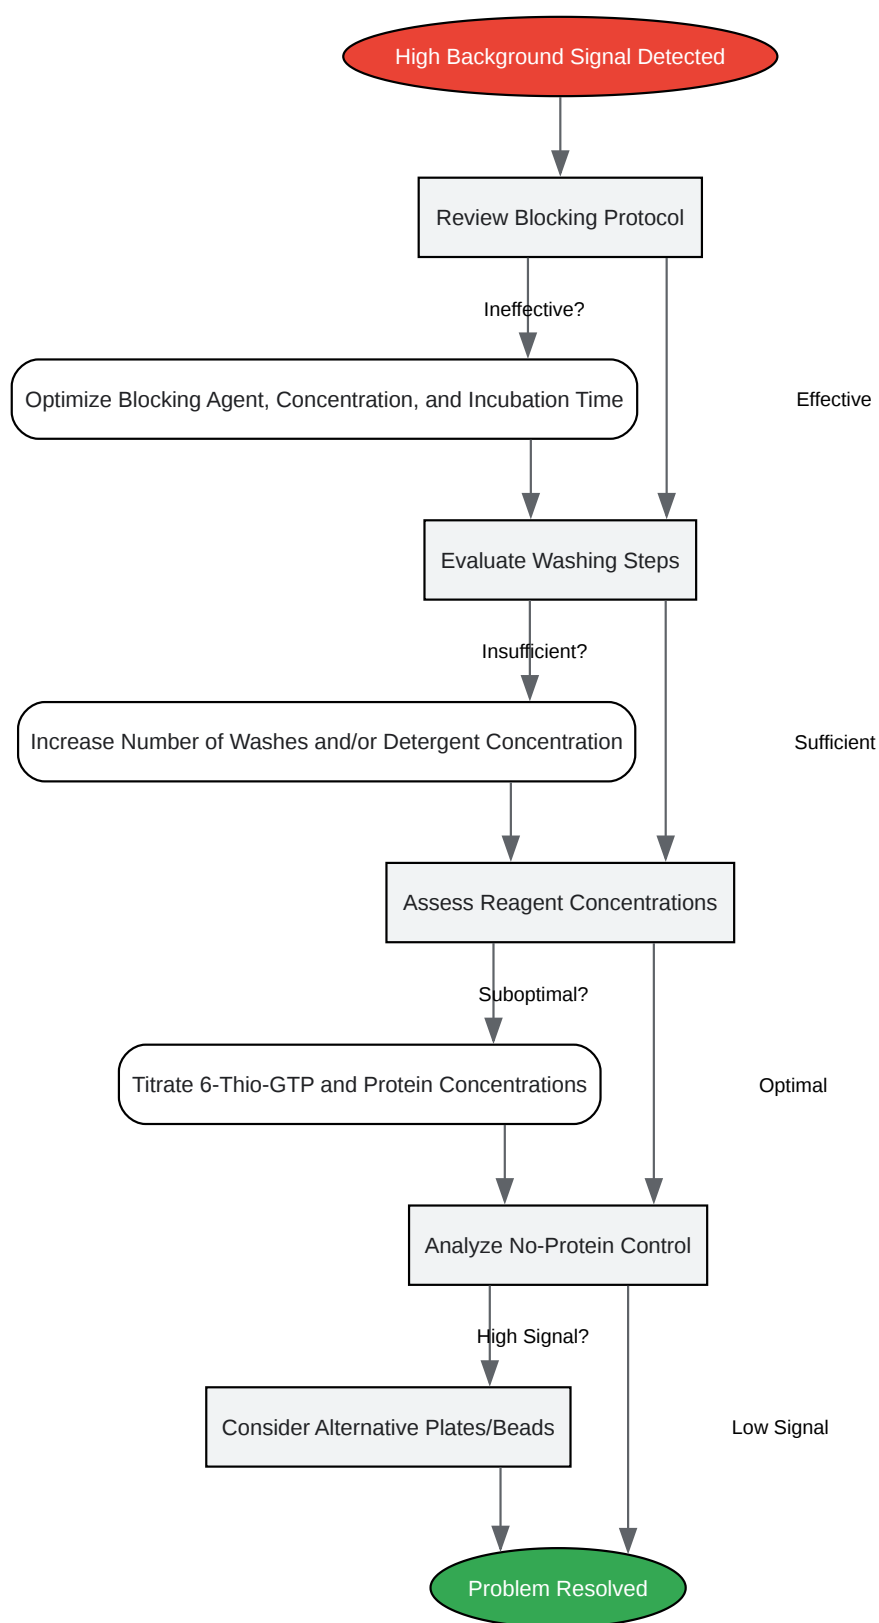 High Background Signal Detected
Review Blocking Protocol
Ineffective?
Optimize Blocking Agent, Concentration, and Incubation Time
Effective
Evaluate Washing Steps
Insufficient?
Increase Number of Washes and/or Detergent Concentration
Sufficient
Assess Reagent Concentrations
Suboptimal?
Titrate 6-Thio-GTP and Protein Concentrations
Optimal
Analyze No-Protein Control
High Signal?
Consider Alternative Plates/Beads
Low Signal
Problem Resolved